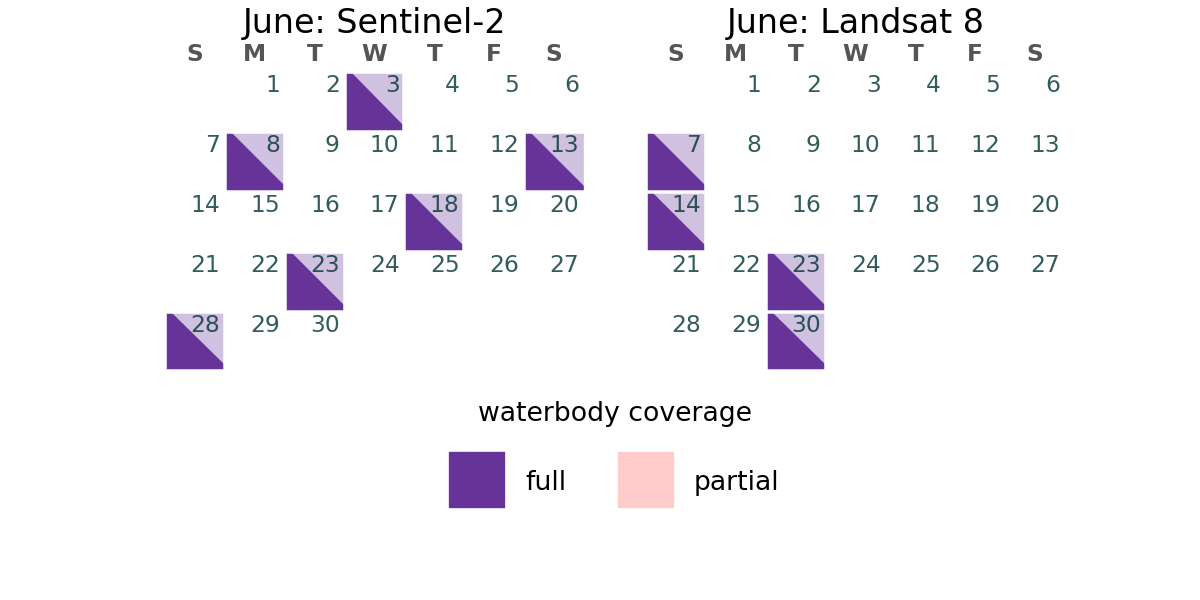 June: Sentinel-2
S M T W T F S
1 2 3 4 5 6
7 8 9 10 11 12 13
14 15 16 17 18 19 20
21 22 23 24 25 26 27
28 29 30
June: Landsat 8
S M T W T F S
1 2 3 4 5 6
7 8 9 10 11 12 13
14 15 16 17 18 19 20
21 22 23 24 25 26 27
28 29 30
waterbody coverage
full partial